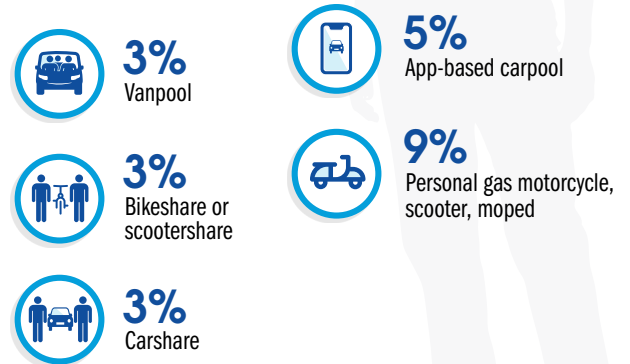 3%
Vanpool
3%
Bikeshare or
scootershare
3%
Carshare
5%
App-based carpool
9%
Personal gas motorcycle,
scooter, moped